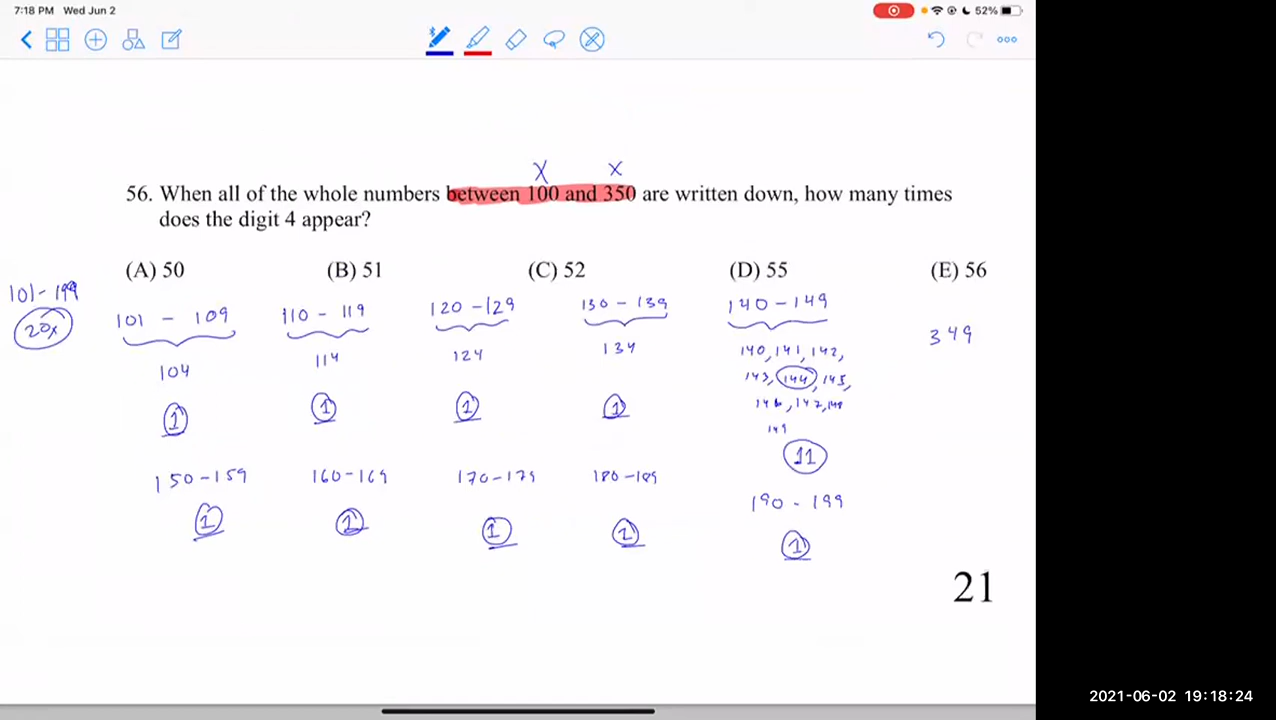 7:18 PM Wed Jun 2
52%
X X
56. When all of the whole numbers between 100 and 350 are written down, how many times
does the digit 4 appear?
(A) 50 (B) 51 (C) 52 (D) 55 (E) 56
101 - 199
20x
101 - 109 110 - 119 120 - 129 130 - 139 140 - 149
104 114 124 134 140, 141, 142,
143, 144, 145,
146, 147, 148
149
349
1 1 1 1 11
150 - 159 160 - 169 170 - 179 180 - 189 190 - 199
1 1 1 1 1
21
2021-06-02 19:18:24